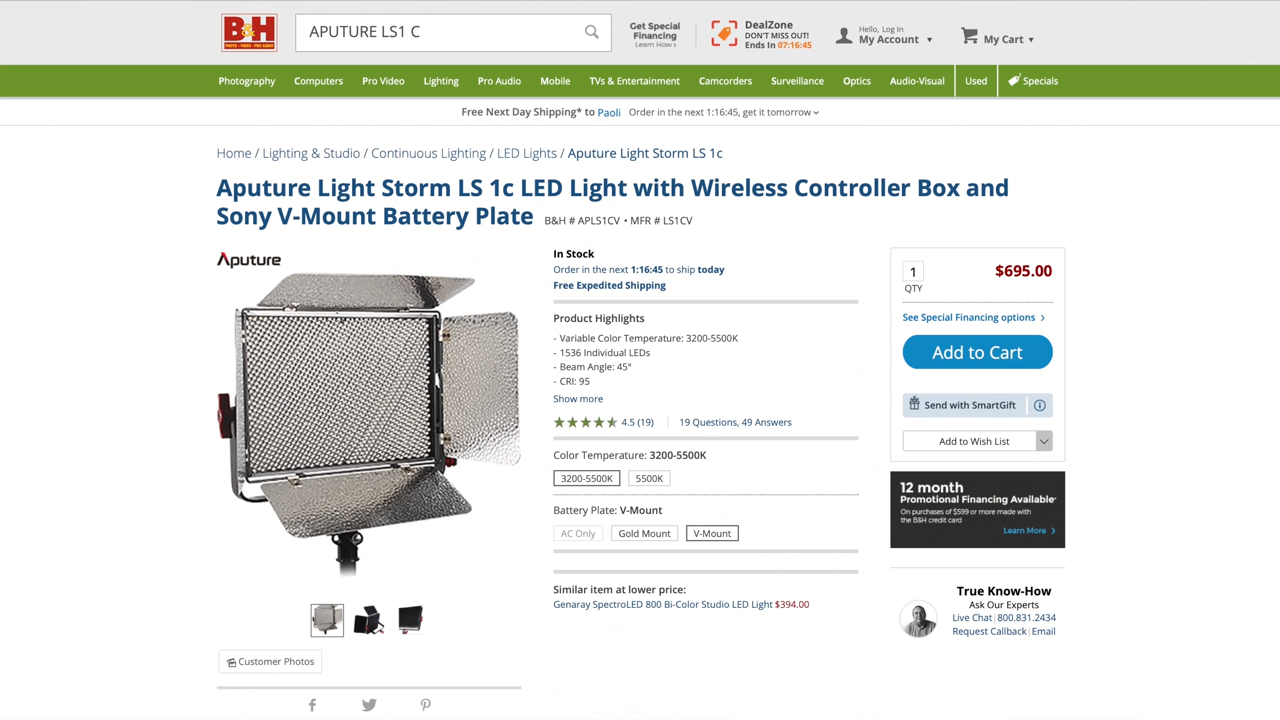 B&H
PHOTO • VIDEO • PRO AUDIO
APUTURE LS1 C
Get Special
Financing
Learn How ›
DealZone
DON'T MISS OUT!
Ends In 07:16:45
Hello, Log In
My Account
My Cart
Photography
Computers
Pro Video
Lighting
Pro Audio
Mobile
TVs & Entertainment
Camcorders
Surveillance
Optics
Audio-Visual
Used
Specials
Free Next Day Shipping* to Paoli Order in the next 1:16:45, get it tomorrow
Home / Lighting & Studio / Continuous Lighting / LED Lights / Aputure Light Storm LS 1c
Aputure Light Storm LS 1c LED Light with Wireless Controller Box and
Sony V-Mount Battery Plate B&H # APLS1CV • MFR # LS1CV
Aputure
In Stock
Order in the next 1:16:45 to ship today
Free Expedited Shipping
Product Highlights
- Variable Color Temperature: 3200-5500K
- 1536 Individual LEDs
- Beam Angle: 45°
- CRI: 95
Show more
4.5 (19) 19 Questions, 49 Answers
Color Temperature: 3200-5500K
3200-5500K 5500K
Battery Plate: V-Mount
AC Only Gold Mount V-Mount
Similar item at lower price:
Genaray SpectroLED 800 Bi-Color Studio LED Light $394.00
1 $695.00
QTY
See Special Financing options ›
Add to Cart
Send with SmartGift
Add to Wish List
12 month
Promotional Financing Available*
On purchases of $599 or more made with
the B&H credit card
Learn More ›
True Know-How
Ask Our Experts
Live Chat | 800.831.2434
Request Callback | Email
Customer Photos